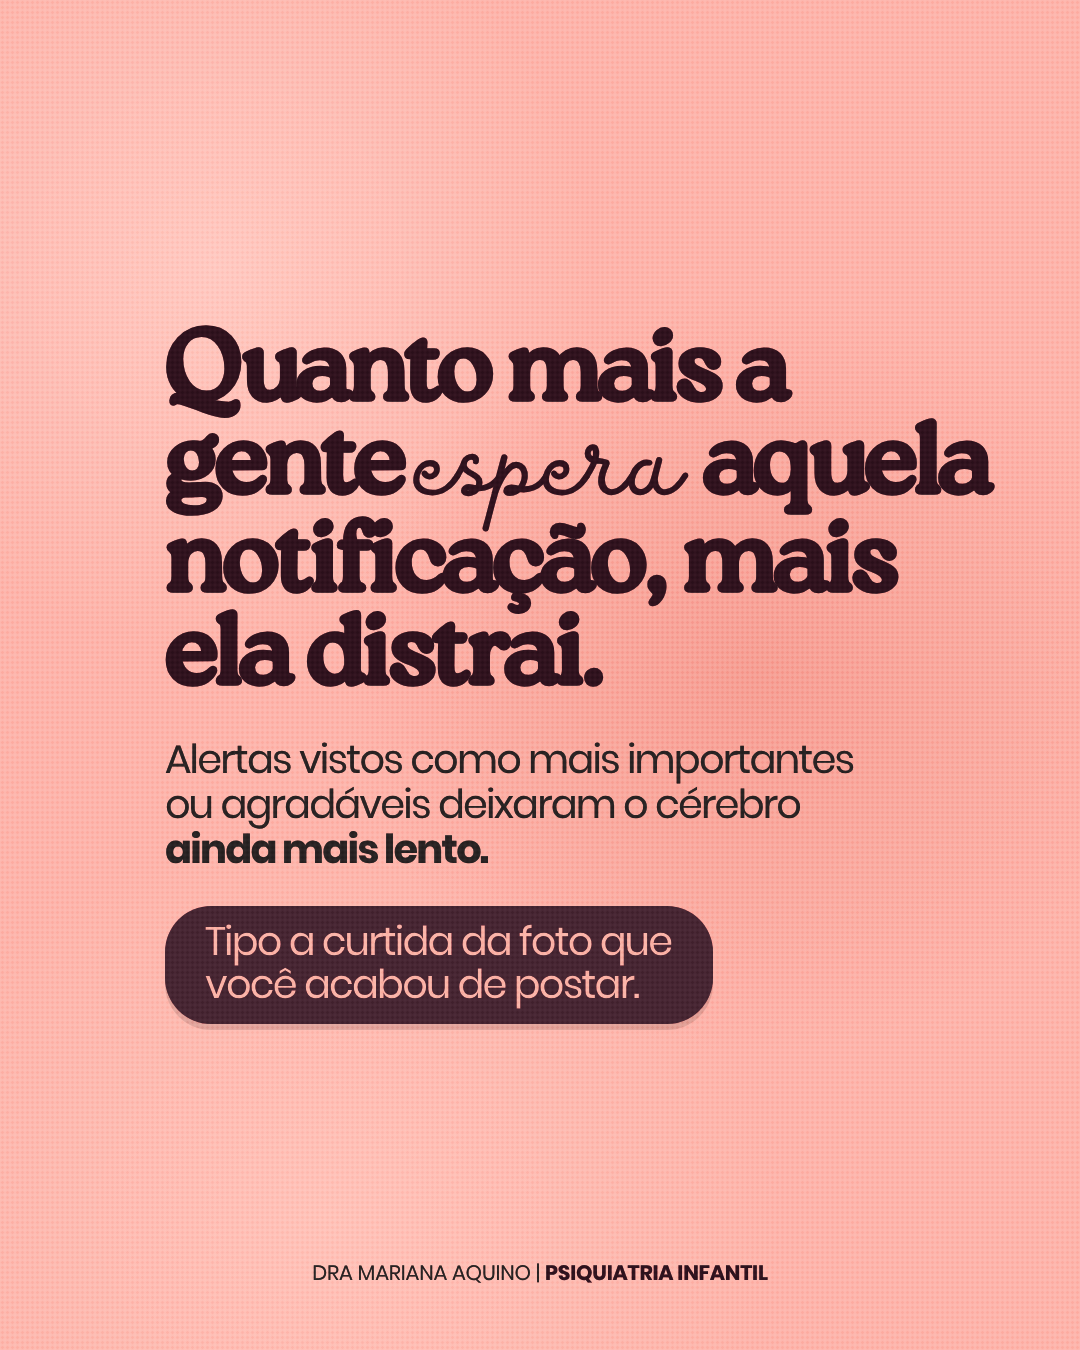 Quanto mais a
gente espera aquela
notificação, mais
ela distrai.
Alertas vistos como mais importantes
ou agradáveis deixaram o cérebro
ainda mais lento.
Tipo a curtida da foto que
você acabou de postar.
DRA MARIANA AQUINO | PSIQUIATRIA INFANTIL